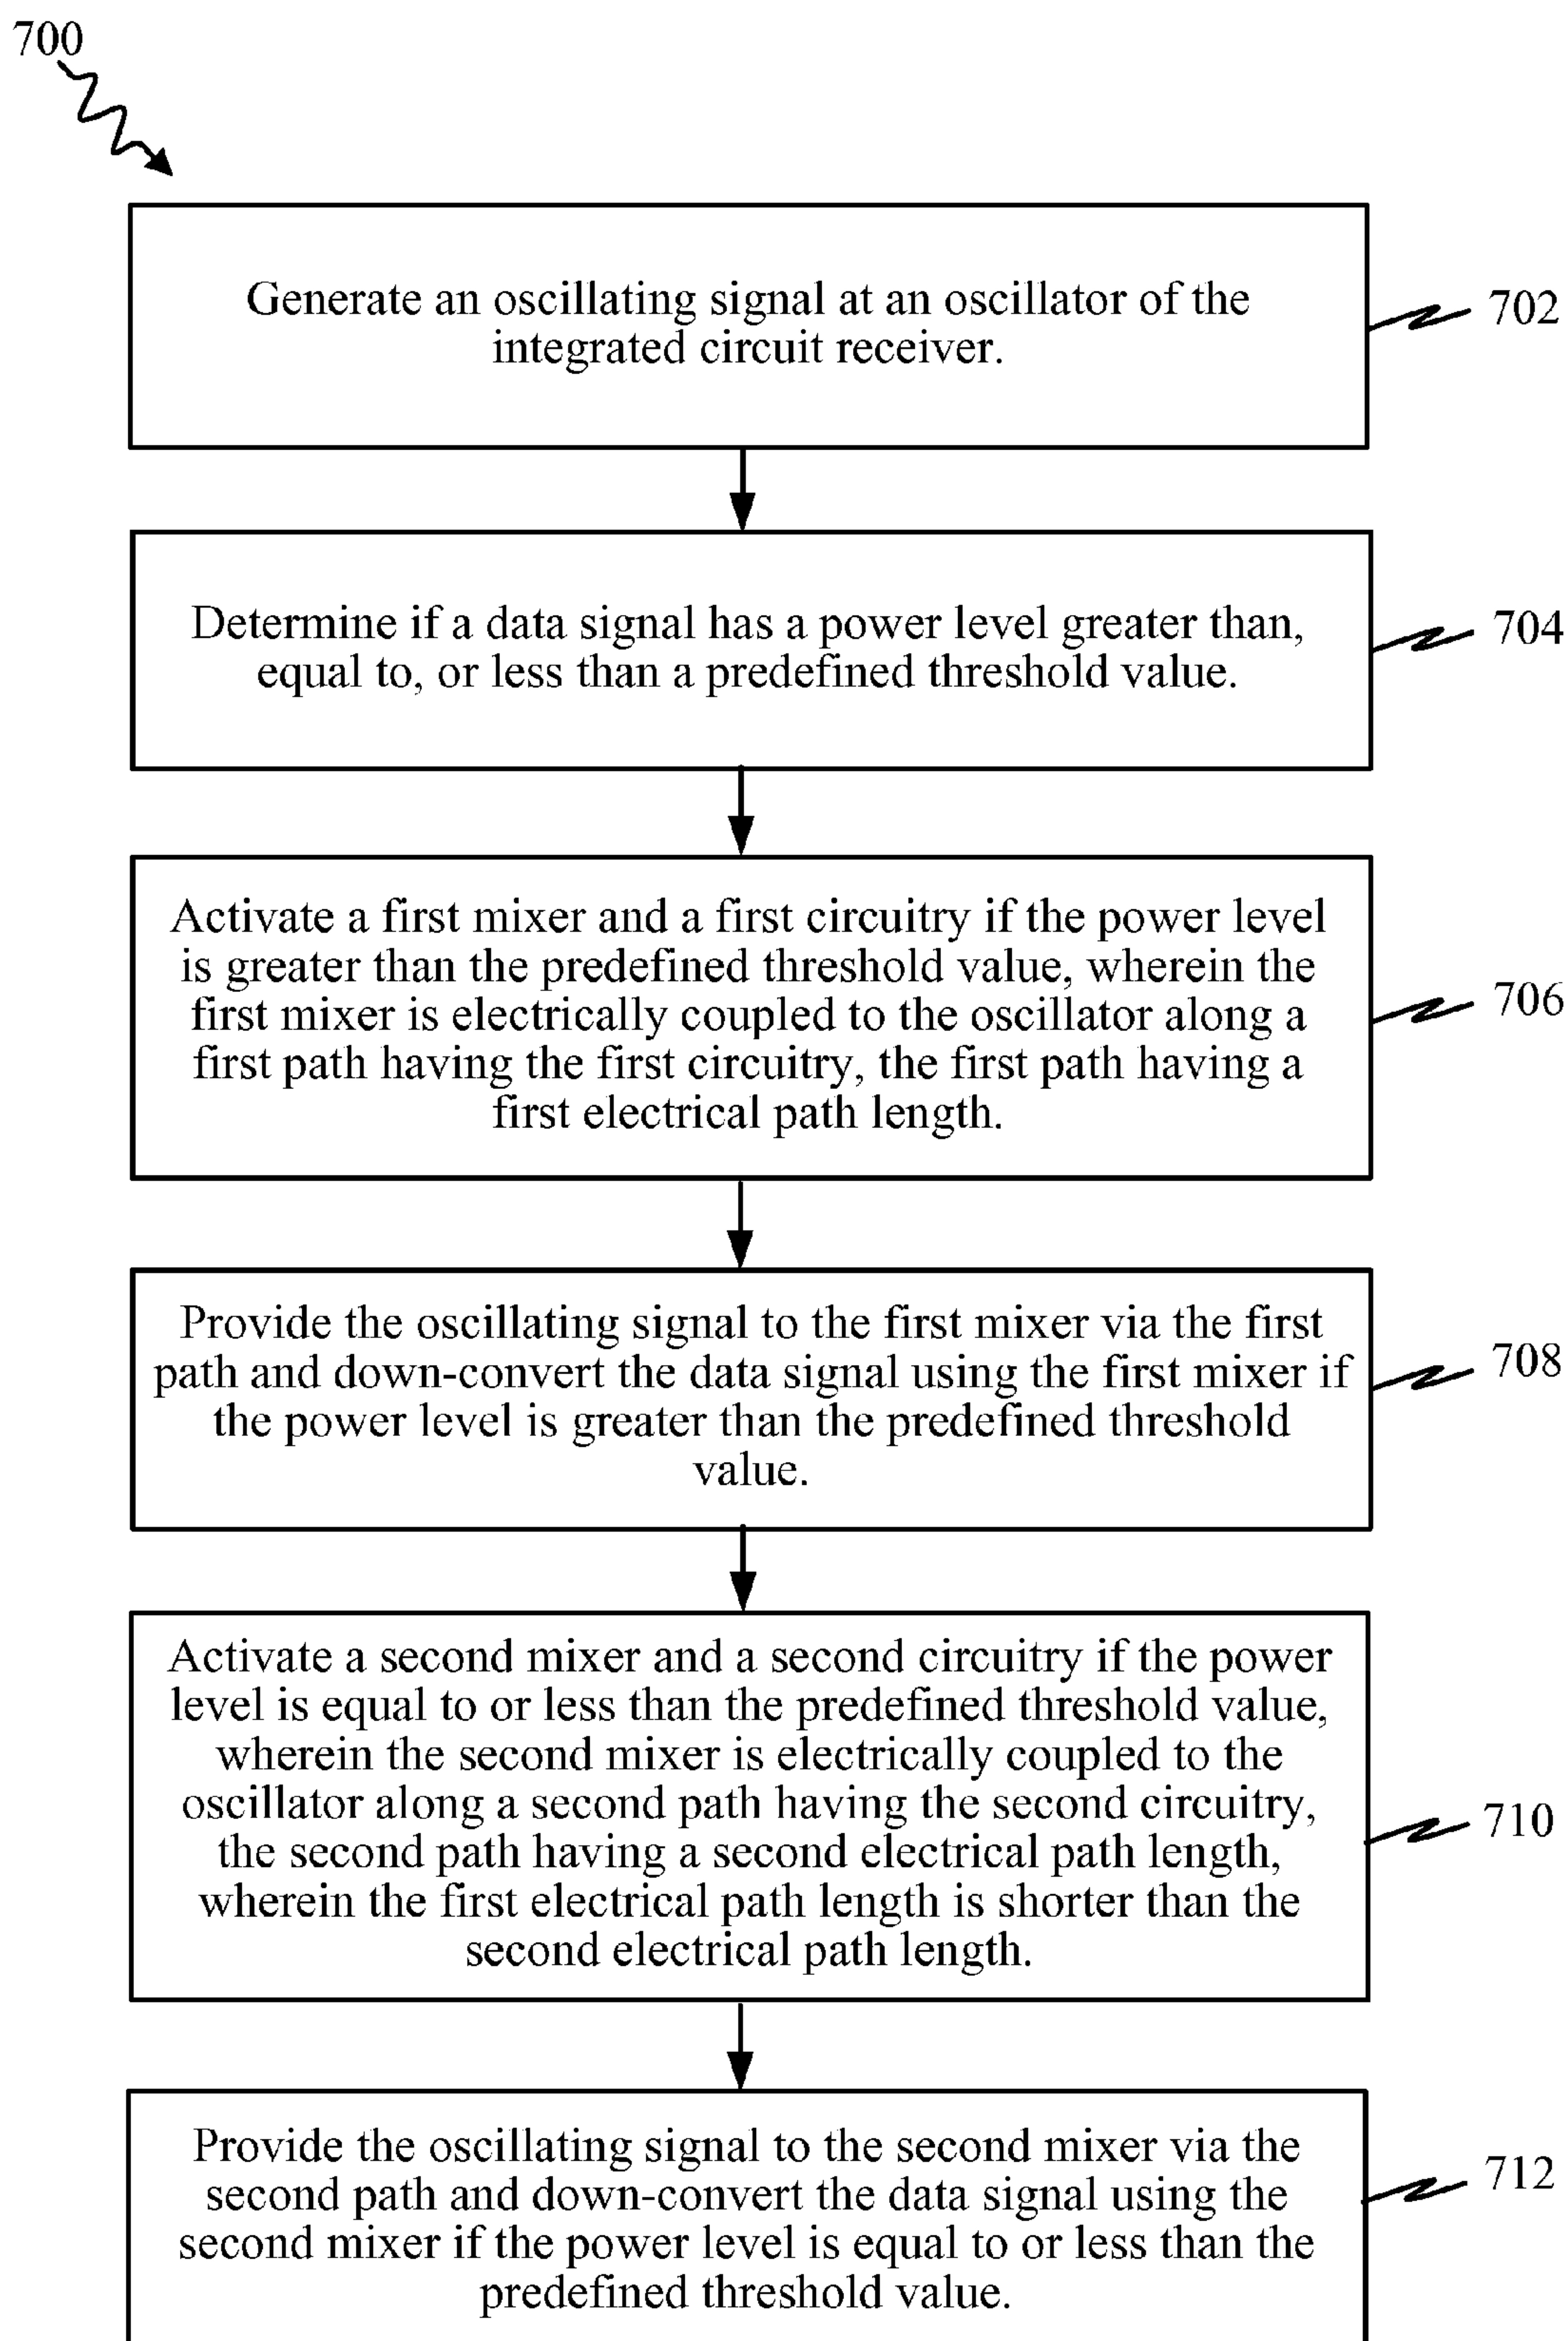 700
Generate an oscillating signal at an oscillator of the
integrated circuit receiver.
702
Determine if a data signal has a power level greater than,
equal to, or less than a predefined threshold value.
704
Activate a first mixer and a first circuitry if the power level
is greater than the predefined threshold value, wherein the
first mixer is electrically coupled to the oscillator along a
first path having the first circuitry, the first path having a
first electrical path length.
706
Provide the oscillating signal to the first mixer via the first
path and down-convert the data signal using the first mixer if
the power level is greater than the predefined threshold
value.
708
Activate a second mixer and a second circuitry if the power
level is equal to or less than the predefined threshold value,
wherein the second mixer is electrically coupled to the
oscillator along a second path having the second circuitry,
the second path having a second electrical path length,
wherein the first electrical path length is shorter than the
second electrical path length.
710
Provide the oscillating signal to the second mixer via the
second path and down-convert the data signal using the
second mixer if the power level is equal to or less than the
predefined threshold value.
712